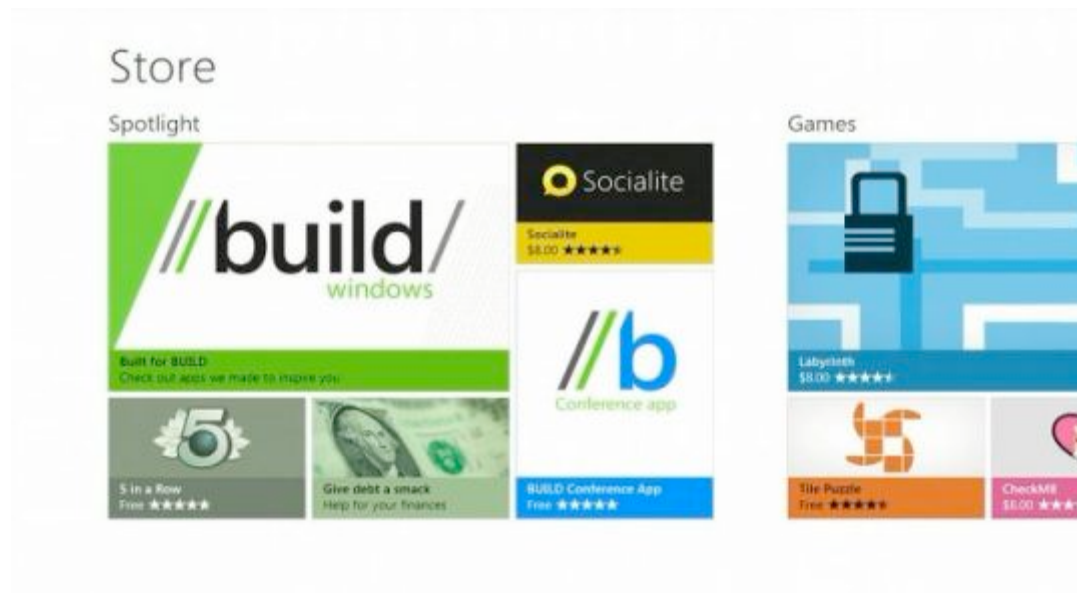 Store
Spotlight
//build/
windows
Built for BUILD
Check out apps we made to inspire you
5
5 in a Row
Free
Give debt a smack
Help for your finances
Socialite
Socialite
$8.00
//b
Conference app
BUILD Conference App
Free
Games
Labyrinth
$8.00
Tile Puzzle
Free
CheckM8
$8.00